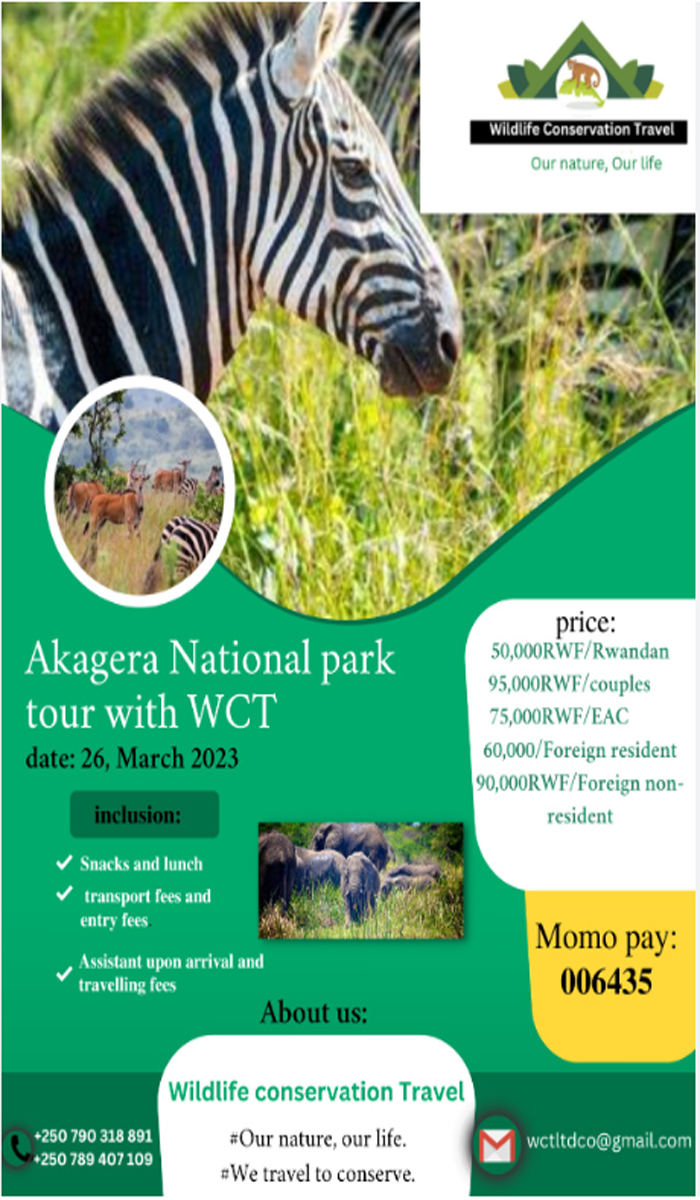 Wildlife Conservation Travel
Our nature, Our life
Akagera National park
tour with WCT
date: 26, March 2023
inclusion:
Snacks and lunch
transport fees and
entry fees
Assistant upon arrival and
travelling fees
price:
50,000RWF/Rwandan
95,000RWF/couples
75,000RWF/EAC
60,000/Foreign resident
90,000RWF/Foreign non-
resident
Momo pay:
006435
About us:
Wildlife conservation Travel
#Our nature, our life.
#We travel to conserve.
+250 790 318 891
+250 789 407 109
wctltdco@gmail.com